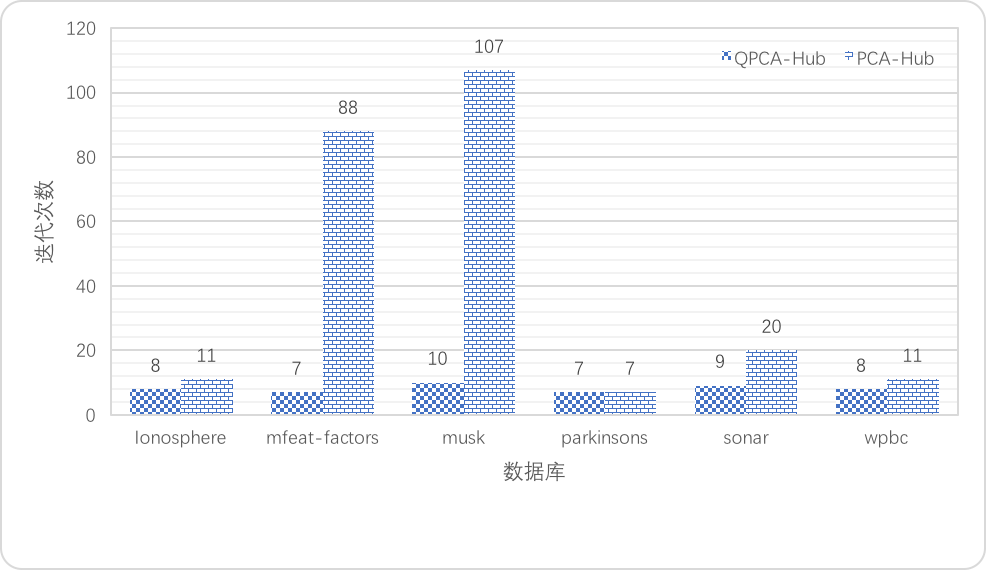 120
100
80
60
40
20
0
迭代次数
QPCA-Hub
PCA-Hub
8
11
7
88
10
107
7
7
9
20
8
11
Ionosphere
mfeat-factors
musk
parkinsons
sonar
wpbc
数据库